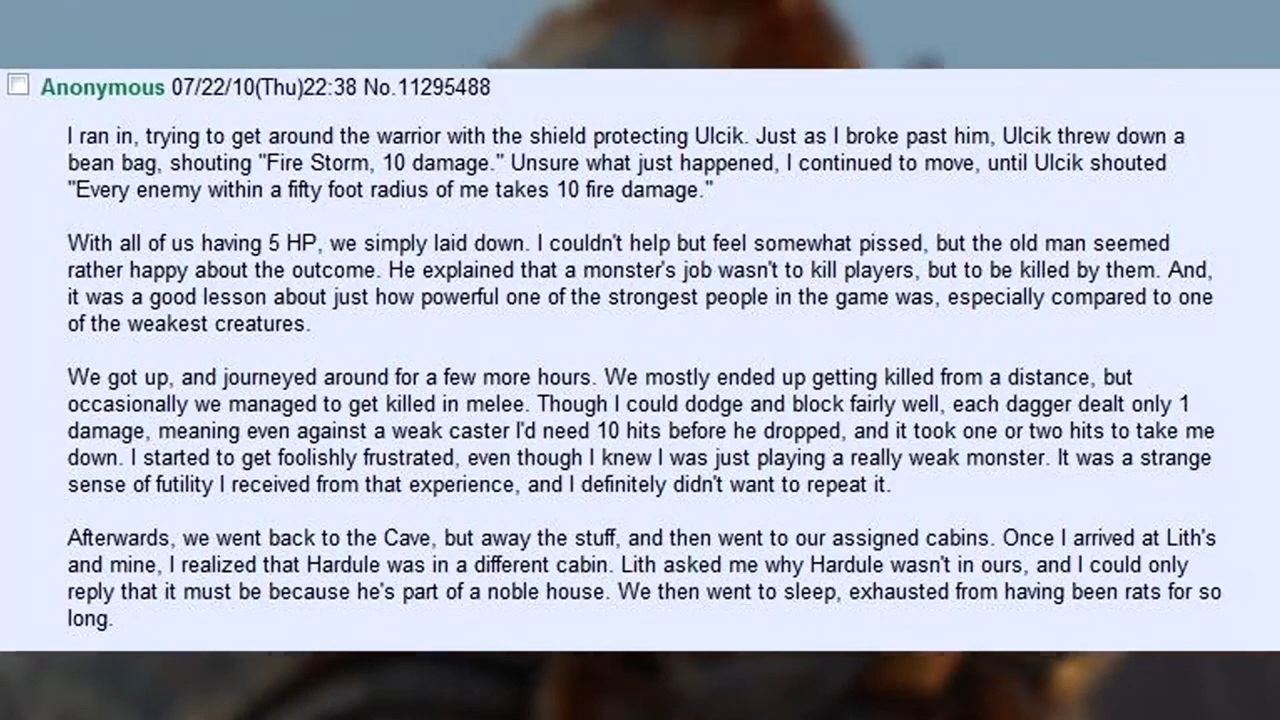 Anonymous 07/22/10(Thu)22:38 No.11295488
I ran in, trying to get around the warrior with the shield protecting Ulcik. Just as I broke past him, Ulcik threw down a
bean bag, shouting "Fire Storm, 10 damage." Unsure what just happened, I continued to move, until Ulcik shouted
"Every enemy within a fifty foot radius of me takes 10 fire damage."
With all of us having 5 HP, we simply laid down. I couldn't help but feel somewhat pissed, but the old man seemed
rather happy about the outcome. He explained that a monster's job wasn't to kill players, but to be killed by them. And,
it was a good lesson about just how powerful one of the strongest people in the game was, especially compared to one
of the weakest creatures.
We got up, and journeyed around for a few more hours. We mostly ended up getting killed from a distance, but
occasionally we managed to get killed in melee. Though I could dodge and block fairly well, each dagger dealt only 1
damage, meaning even against a weak caster I'd need 10 hits before he dropped, and it took one or two hits to take me
down. I started to get foolishly frustrated, even though I knew I was just playing a really weak monster. It was a strange
sense of futility I received from that experience, and I definitely didn't want to repeat it.
Afterwards, we went back to the Cave, but away the stuff, and then went to our assigned cabins. Once I arrived at Lith's
and mine, I realized that Hardule was in a different cabin. Lith asked me why Hardule wasn't in ours, and I could only
reply that it must be because he's part of a noble house. We then went to sleep, exhausted from having been rats for so
long.